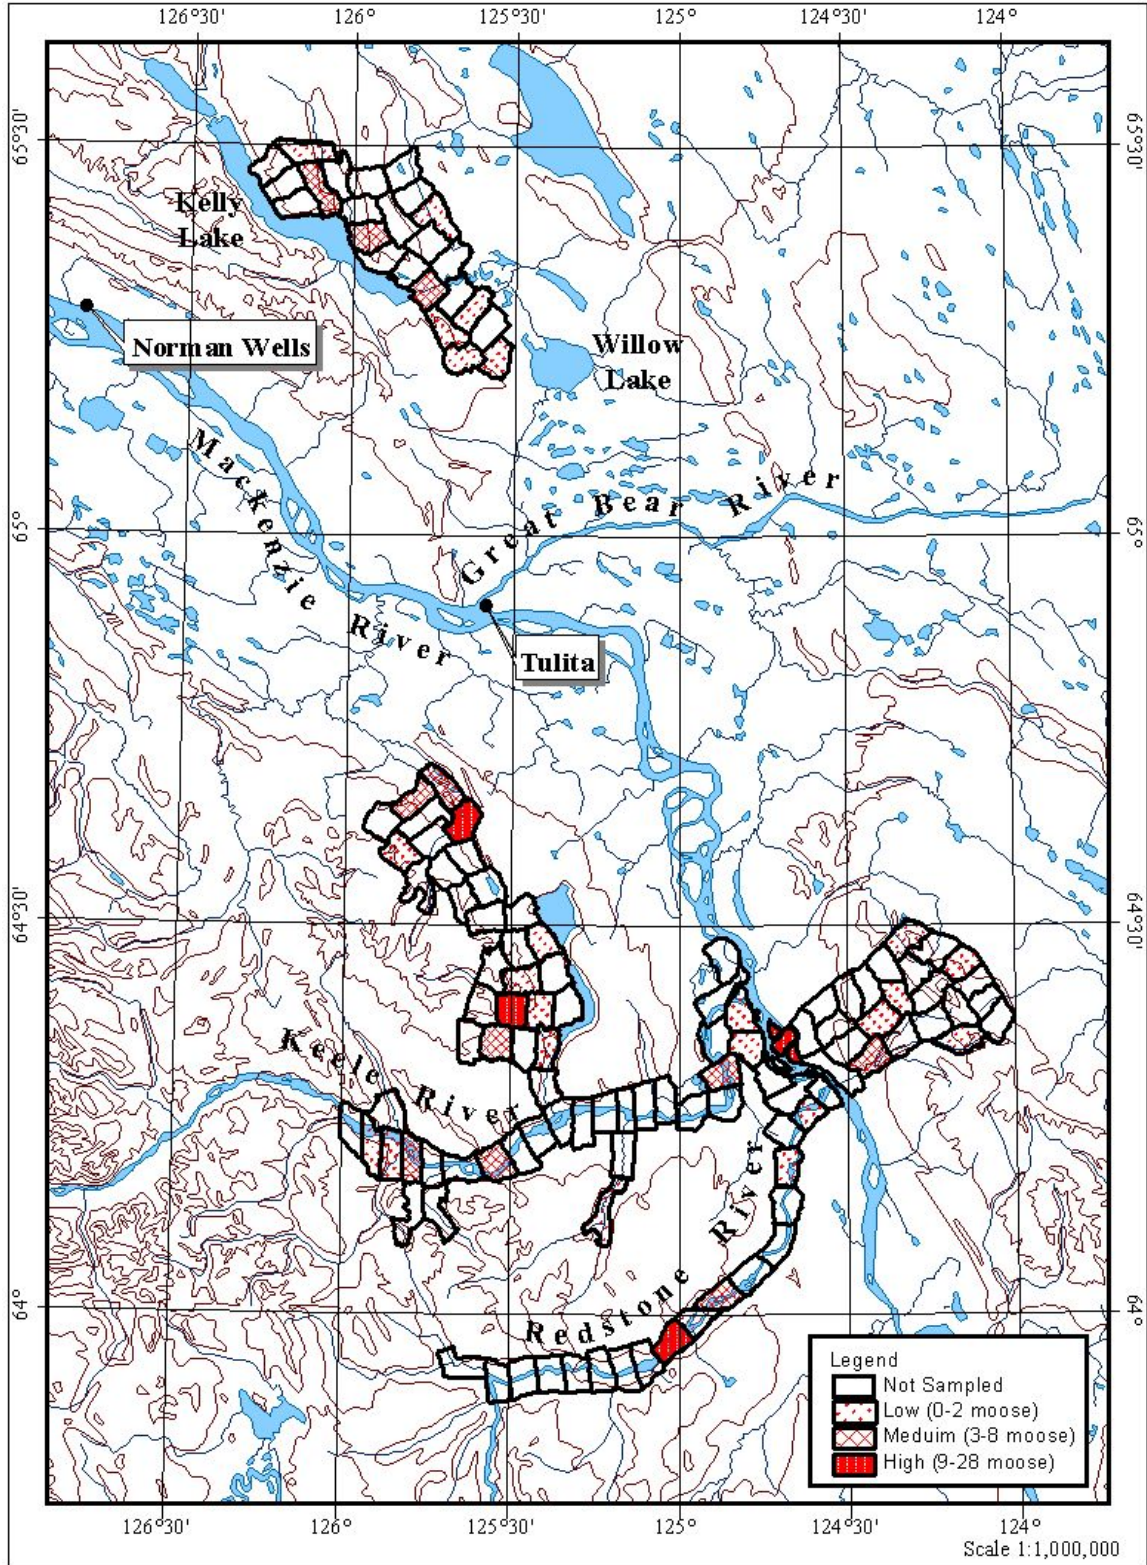 126°30' 126° 125°30' 125° 124°30' 124°
65°30' 65°30'
Kelly
Lake
Norman Wells
Willow
Lake
Mackenzie River
Great Bear River
65° 65°
Tulita
64°30' 64°30'
Keele River
Redstone River
64° 64°
Legend
Not Sampled
Low (0-2 moose)
Meduim (3-8 moose)
High (9-28 moose)
126°30' 126° 125°30' 125° 124°30' 124°
Scale 1:1,000,000